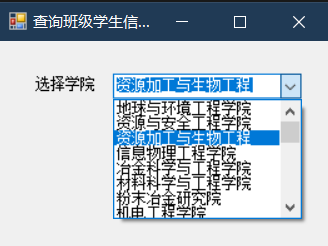 查询班级学生信...
选择学院
资源加工与生物工程
地球与环境工程学院
资源与安全工程学院
资源加工与生物工程
信息物理工程学院
冶金科学与工程学院
材料科学与工程学院
粉末冶金研究院
机电工程学院